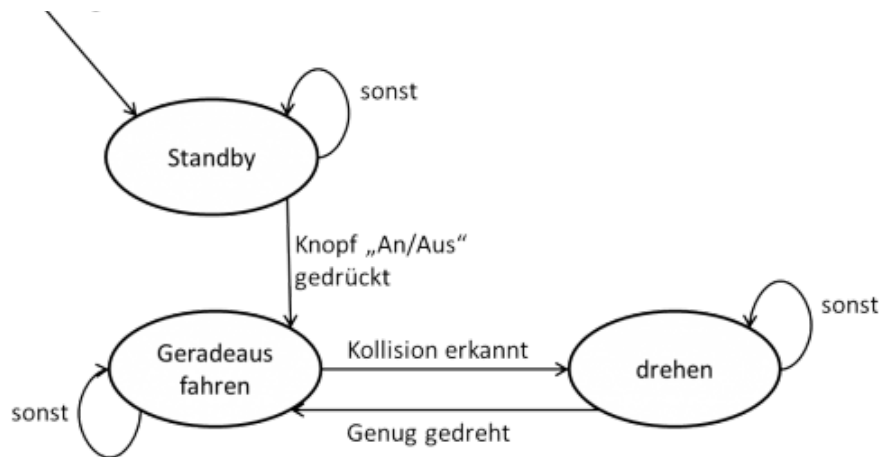 sonst
Standby
Knopf „An/Aus“
gedrückt
sonst
Geradeaus
fahren
Kollision erkannt
drehen
sonst
Genug gedreht